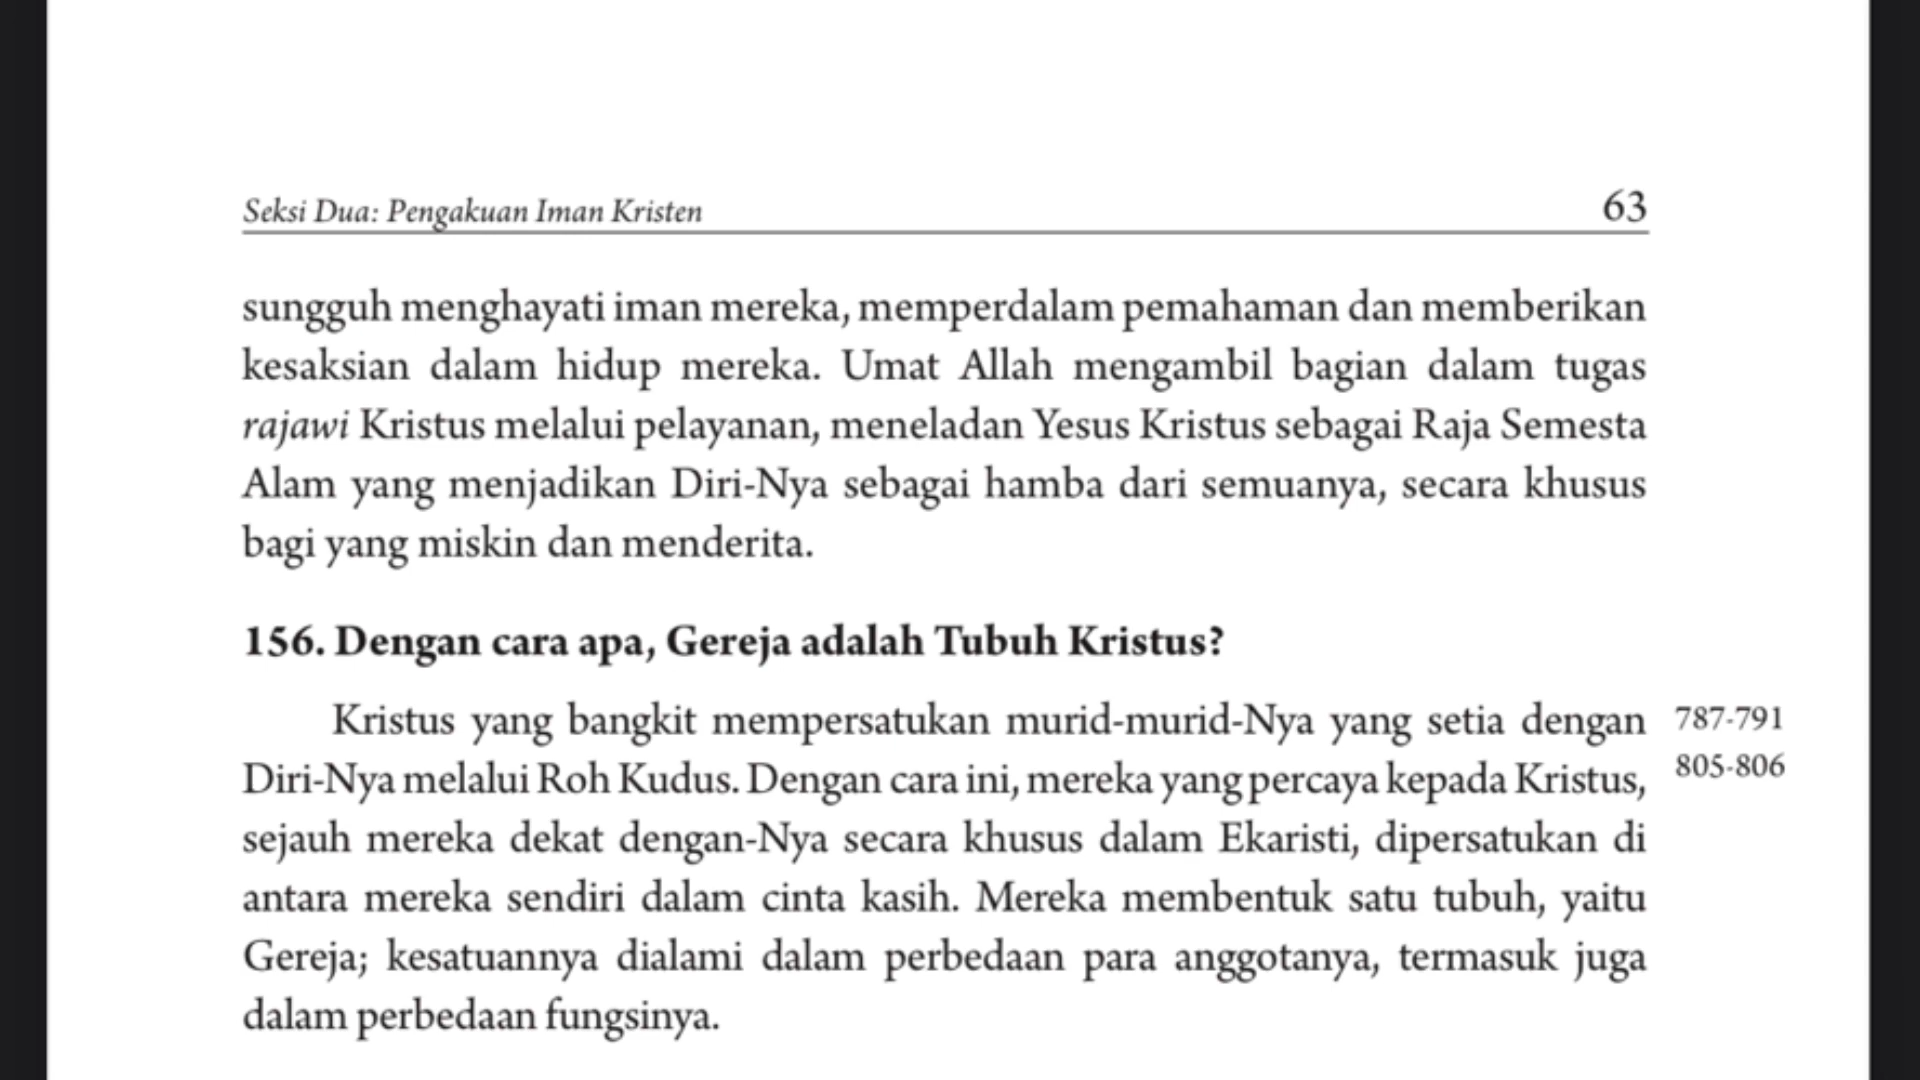 Seksi Dua: Pengakuan Iman Kristen 63
sungguh menghayati iman mereka, memperdalam pemahaman dan memberikan
kesaksian dalam hidup mereka. Umat Allah mengambil bagian dalam tugas
rajawi Kristus melalui pelayanan, meneladan Yesus Kristus sebagai Raja Semesta
Alam yang menjadikan Diri-Nya sebagai hamba dari semuanya, secara khusus
bagi yang miskin dan menderita.
156. Dengan cara apa, Gereja adalah Tubuh Kristus?
Kristus yang bangkit mempersatukan murid-murid-Nya yang setia dengan 787-791
Diri-Nya melalui Roh Kudus. Dengan cara ini, mereka yang percaya kepada Kristus, 805-806
sejauh mereka dekat dengan-Nya secara khusus dalam Ekaristi, dipersatukan di
antara mereka sendiri dalam cinta kasih. Mereka membentuk satu tubuh, yaitu
Gereja; kesatuannya dialami dalam perbedaan para anggotanya, termasuk juga
dalam perbedaan fungsinya.